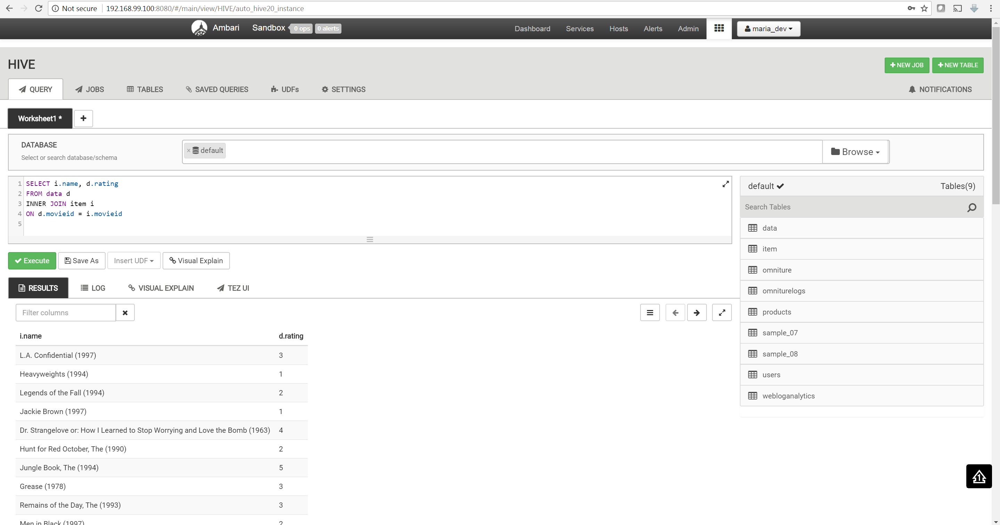 Not secure 192.168.99.100:8080/#/main/view/HIVE/auto_hive20_instance
Ambari Sandbox 0 ops 0 alerts Dashboard Services Hosts Alerts Admin maria_dev
HIVE
NEW JOB NEW TABLE
QUERY JOBS TABLES SAVED QUERIES UDFs SETTINGS NOTIFICATIONS
Worksheet1 *
DATABASE
Select or search database/schema
× default
Browse
1 SELECT i.name, d.rating
2 FROM data d
3 INNER JOIN item i
4 ON d.movieid = i.movieid
5
Execute Save As Insert UDF Visual Explain
RESULTS LOG VISUAL EXPLAIN TEZ UI
Filter columns
i.name d.rating
L.A. Confidential (1997) 3
Heavyweights (1994) 1
Legends of the Fall (1994) 2
Jackie Brown (1997) 1
Dr. Strangelove or: How I Learned to Stop Worrying and Love the Bomb (1963) 4
Hunt for Red October, The (1990) 2
Jungle Book, The (1994) 5
Grease (1978) 3
Remains of the Day, The (1993) 3
Men in Black (1997) 2
default Tables(9)
Search Tables
data
item
omniture
omniturelogs
products
sample_07
sample_08
users
webloganalytics
1